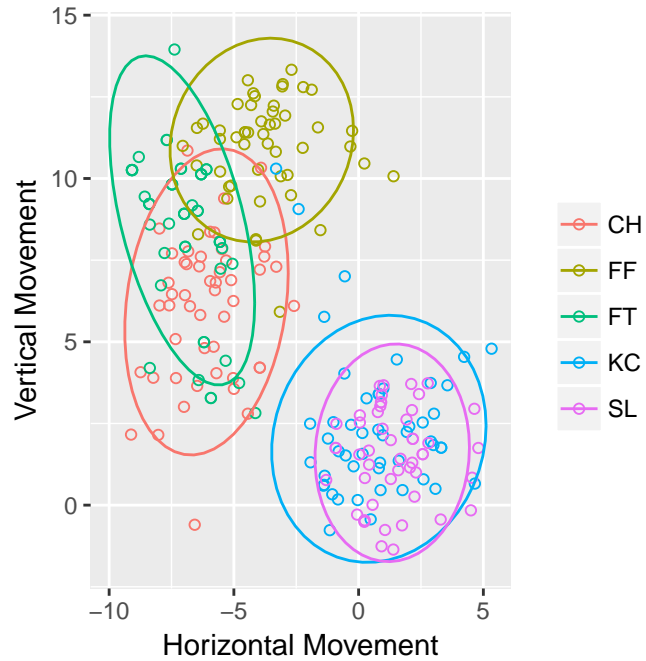 Vertical Movement
15
10
5
0
−10
−5
0
5
Horizontal Movement
CH
FF
FT
KC
SL